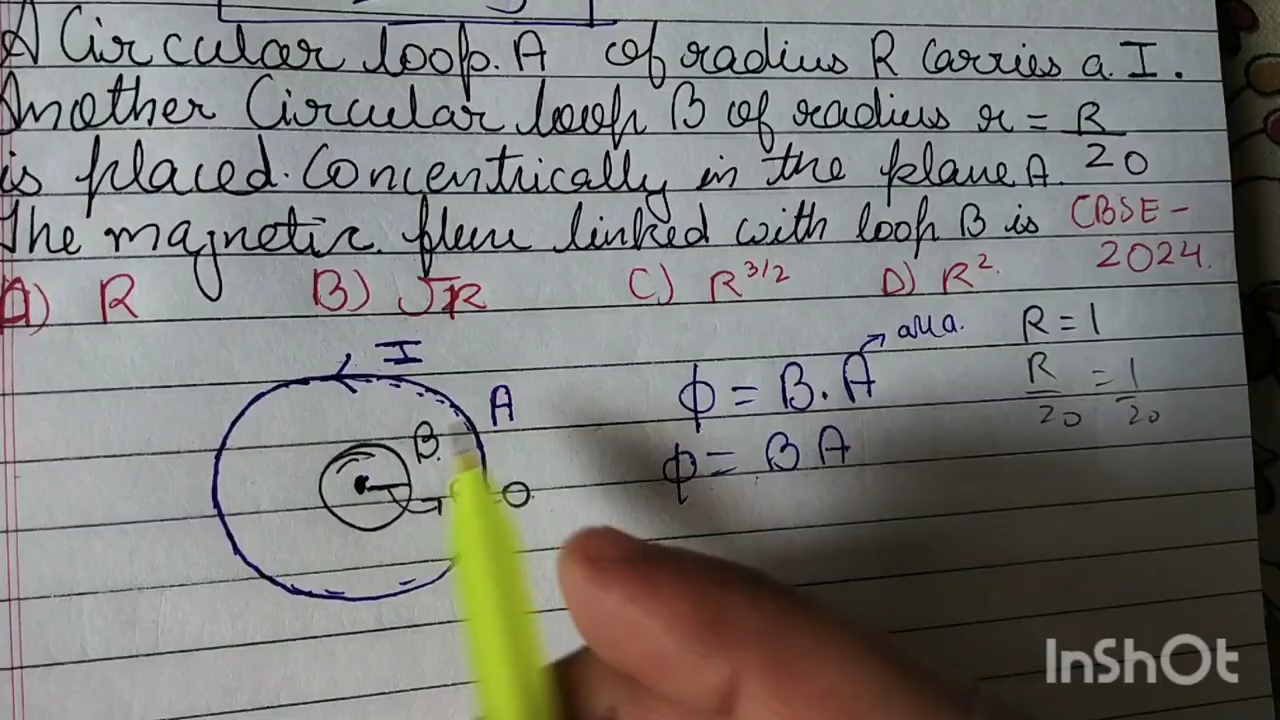 A Circular loop. A of radius R carries a I.
Another Circular loop B of radius r = R/20
is placed. Concentrically in the plane A.
The magnetic flux linked with loop B is CBSE-2024.
A) R B) √R C) R^3/2 D) R^2.
I
A
B.
O
ϕ = B. A → area.
ϕ = B A
R = 1
R/20 = 1/20
InShOt